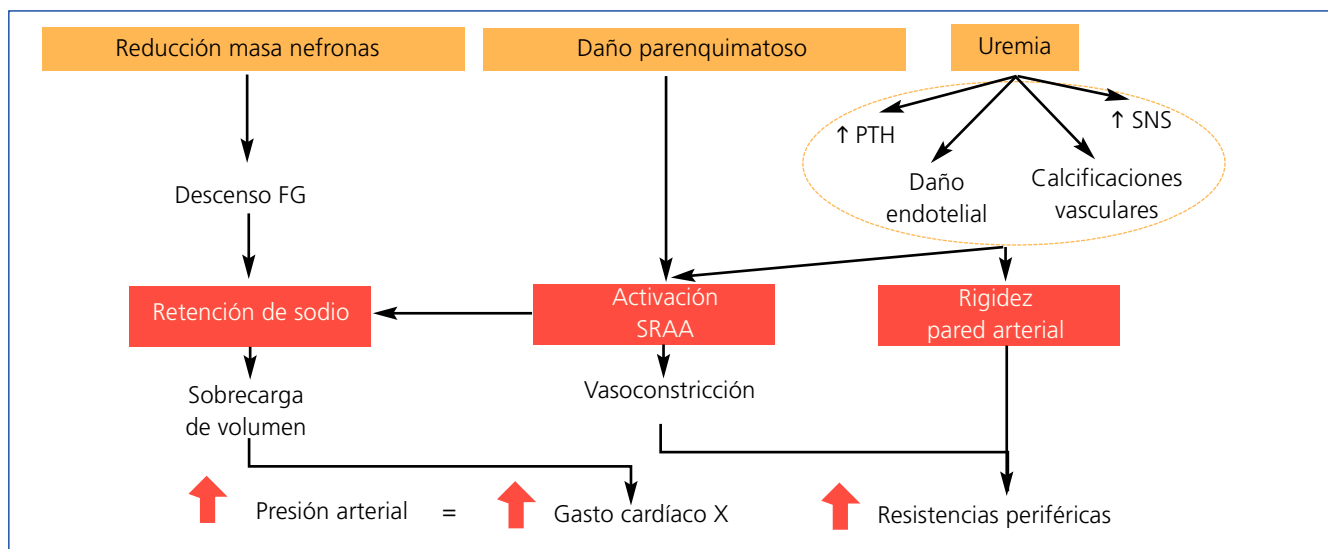 Reducción masa nefronas
Daño parenquimatoso
Uremia
↑ PTH
↑ SNS
Daño
endotelial
Calcificaciones
vasculares
Descenso FG
Retención de sodio
Activación
SRAA
Rigidez
pared arterial
Sobrecarga
de volumen
Vasoconstricción
Presión arterial = Gasto cardíaco X Resistencias periféricas